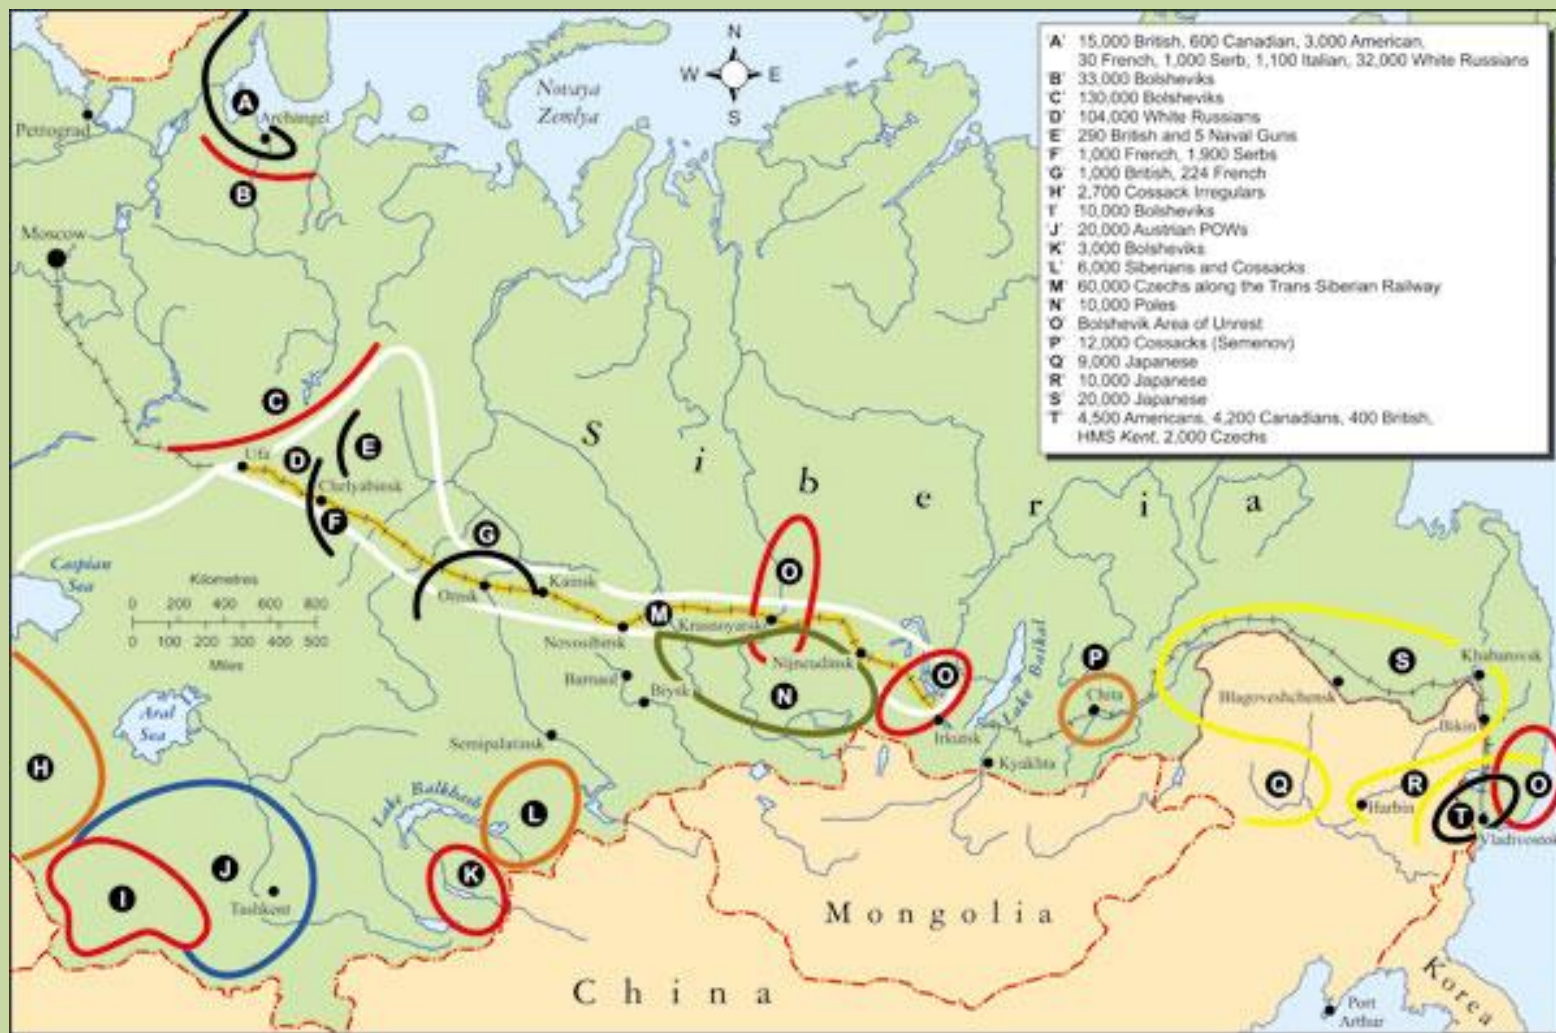 N
W E
S
Novaya
Zemlya
A
Archangel
Petrograd
B
Moscow
'A' 15,000 British, 600 Canadian, 3,000 American,
30 French, 1,000 Serb, 1,100 Italian, 32,000 White Russians
'B' 33,000 Bolsheviks
'C' 130,000 Bolsheviks
'D' 104,000 White Russians
'E' 290 British and 5 Naval Guns
'F' 1,000 French, 1,900 Serbs
'G' 1,000 British, 224 French
'H' 2,700 Cossack Irregulars
'I' 10,000 Bolsheviks
'J' 20,000 Austrian POWs
'K' 3,000 Bolsheviks
'L' 6,000 Siberians and Cossacks
'M' 60,000 Czechs along the Trans Siberian Railway
'N' 10,000 Poles
'O' Bolshevik Area of Unrest
'P' 12,000 Cossacks (Semenov)
'Q' 9,000 Japanese
'R' 10,000 Japanese
'S' 20,000 Japanese
'T' 4,500 Americans, 4,200 Canadians, 400 British,
HMS Kent, 2,000 Czechs
C
Siberia
E
Ufa
D
Chelyabinsk
F
G
Caspian
Sea
Kilometres
0 200 400 600 800
0 100 200 300 400 500
Miles
Omsk
Kainsk
O
M
Krasnoyarsk
Novosibirsk
Nijneudinsk
Barnaul
Biysk
N
O
Irkutsk
Lake Baikal
P
Chita
Kyakhta
S
Khabarovsk
Blagoveshchensk
Bikin
Aral
Sea
Semipalatinsk
H
Lake Balkhash
L
Q
R
Harbin
T
O
Vladivostok
J
K
I
Tashkent
Mongolia
China
Korea
Port
Arthur